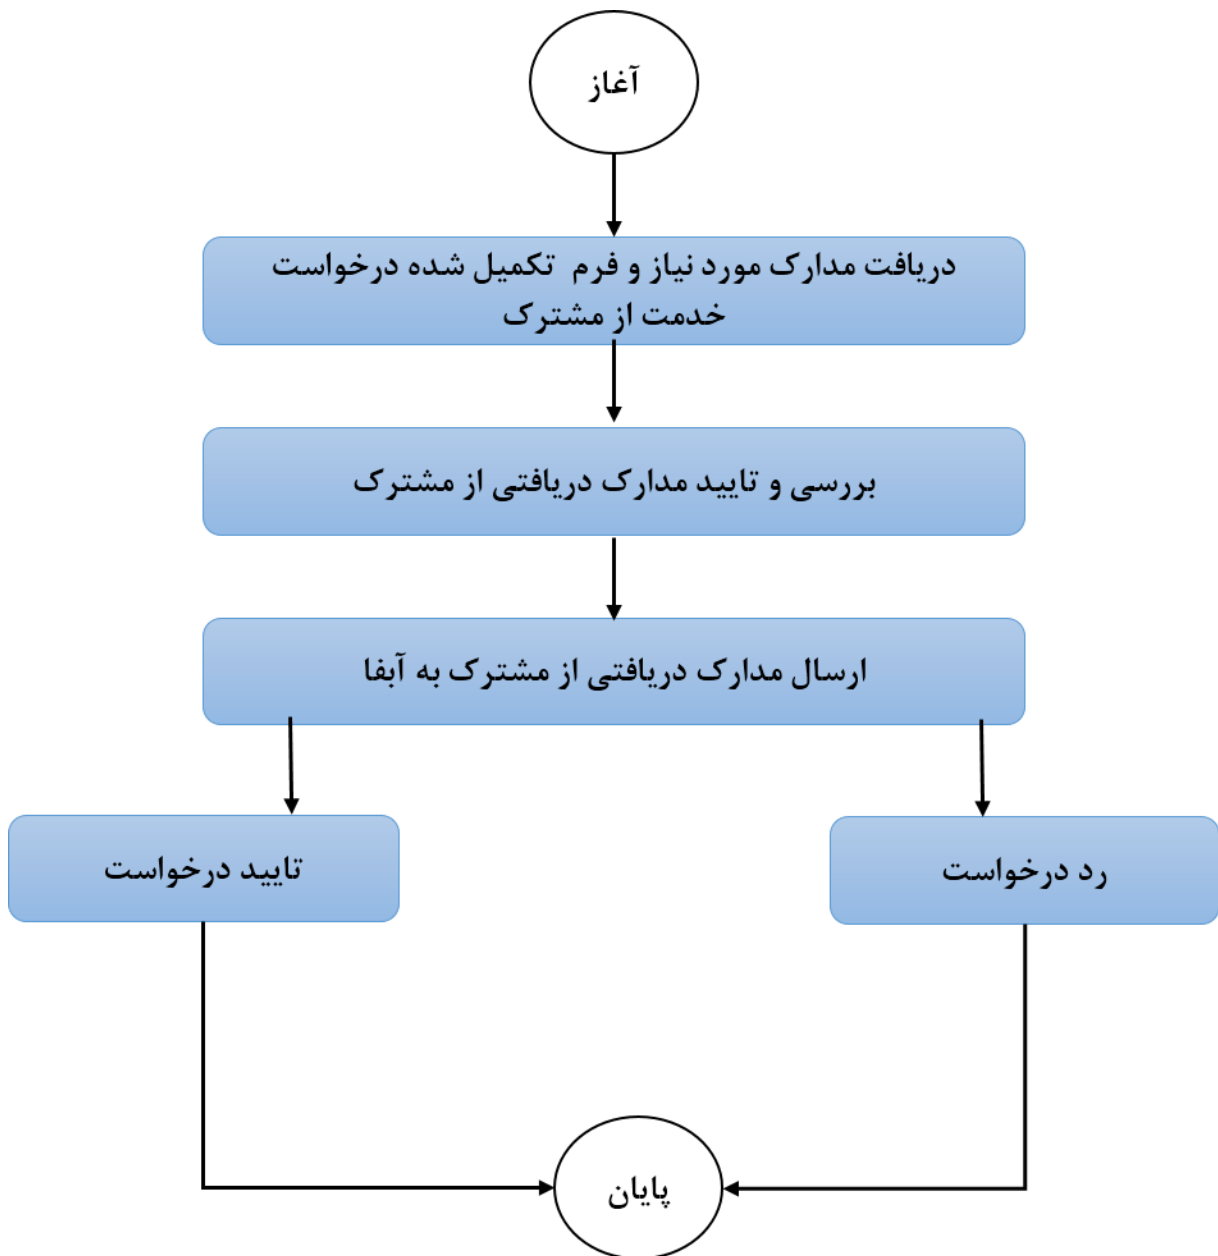 آغاز
دریافت مدارک مورد نیاز و فرم تکمیل شده درخواست
خدمت از مشترک
بررسی و تایید مدارک دریافتی از مشترک
ارسال مدارک دریافتی از مشترک به آبفا
رد درخواست
تایید درخواست
پایان